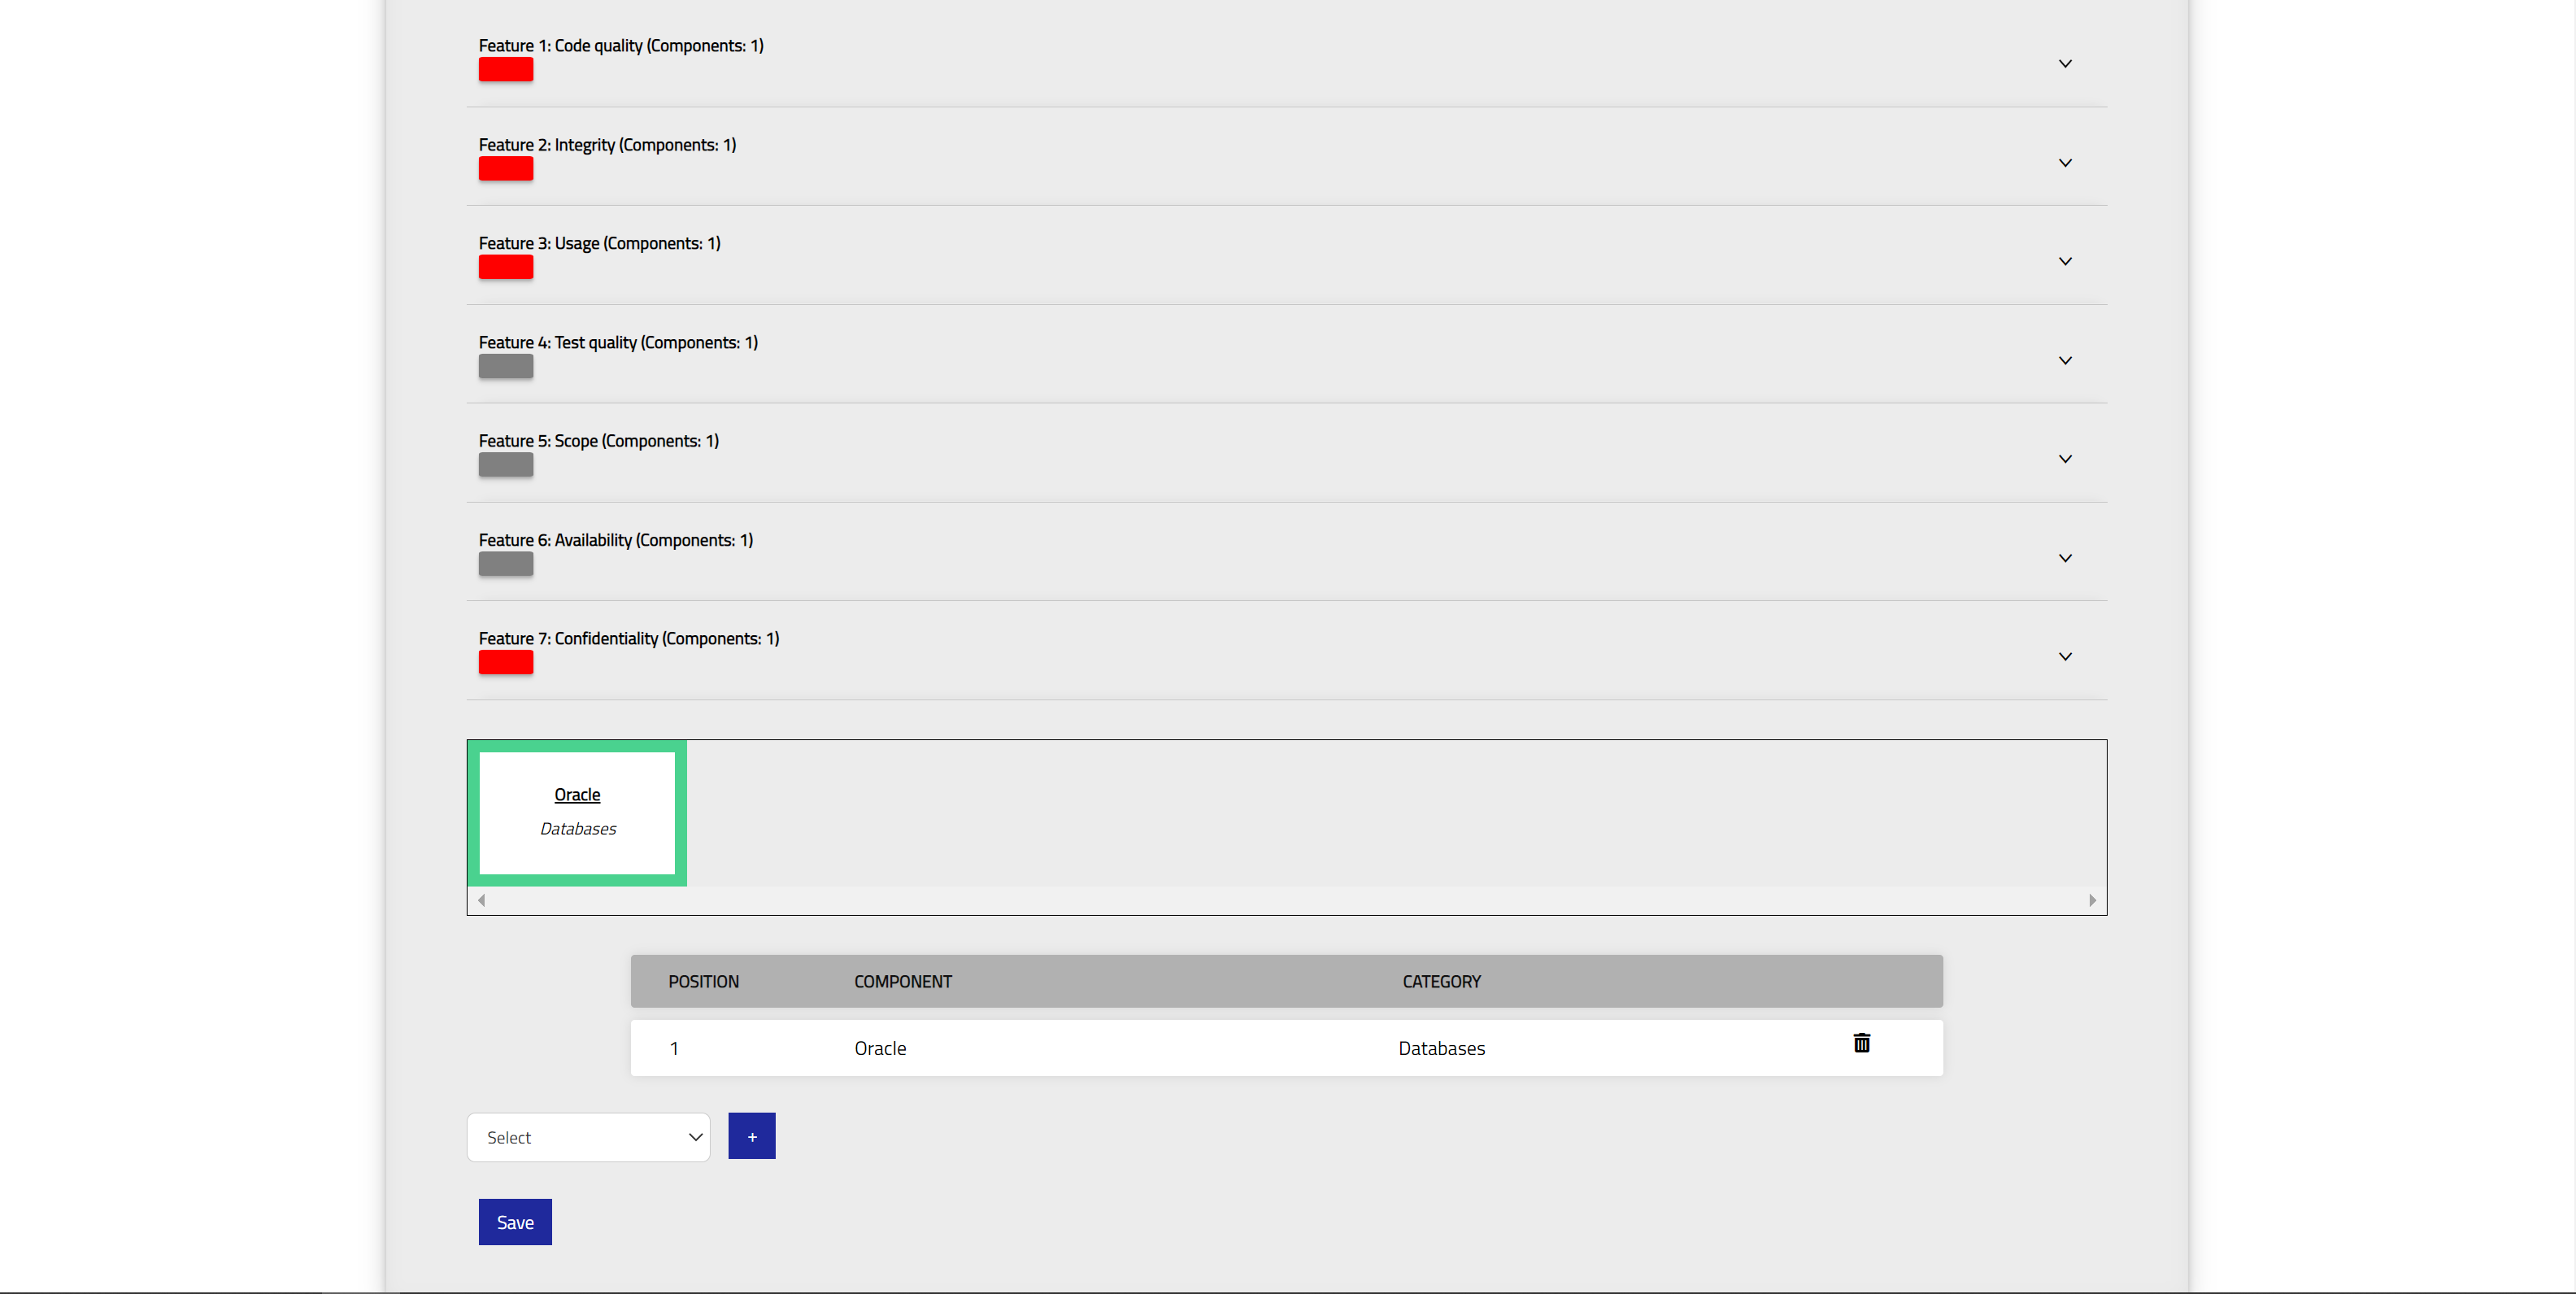 Feature 1: Code quality (Components: 1)
Feature 2: Integrity (Components: 1)
Feature 3: Usage (Components: 1)
Feature 4: Test quality (Components: 1)
Feature 5: Scope (Components: 1)
Feature 6: Availability (Components: 1)
Feature 7: Confidentiality (Components: 1)
Oracle
Databases
POSITION COMPONENT CATEGORY
1 Oracle Databases
Select +
Save